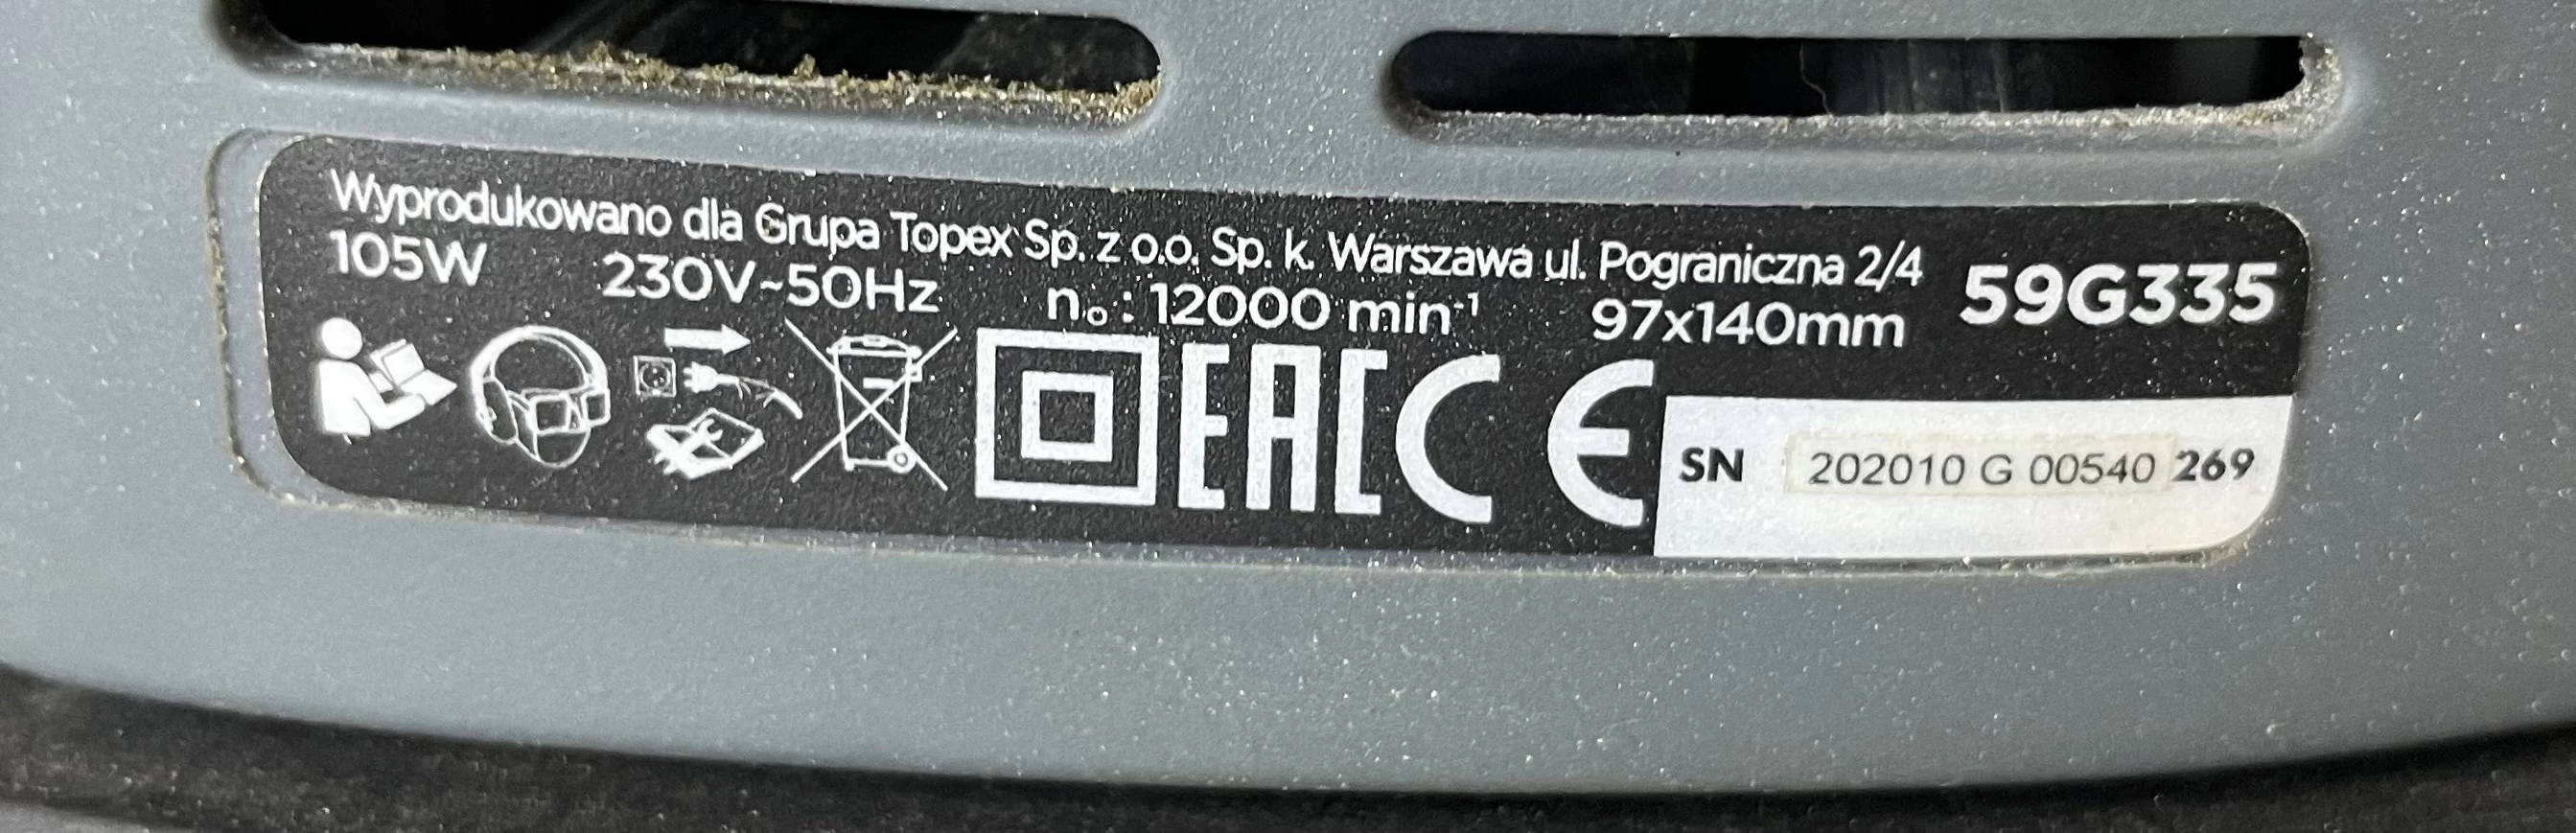 Wyprodukowano dla Grupa Topex Sp. z o.o. Sp. k. Warszawa ul. Pograniczna 2/4
105W 230V~50Hz nₒ: 12000 min⁻¹ 97x140mm 59G335
EAC CE
SN 202010 G 00540 269